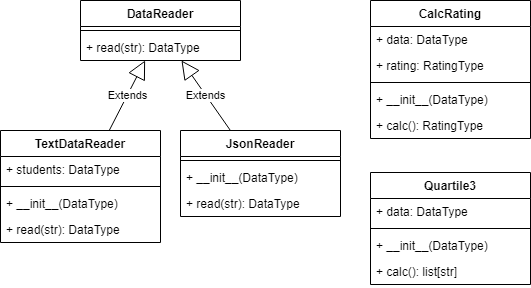 DataReader
+ read(str): DataType
Extends
Extends
TextDataReader
+ students: DataType
+ __init__(DataType)
+ read(str): DataType
JsonReader
+ __init__(DataType)
+ read(str): DataType
CalcRating
+ data: DataType
+ rating: RatingType
+ __init__(DataType)
+ calc(): RatingType
Quartile3
+ data: DataType
+ __init__(DataType)
+ calc(): list[str]